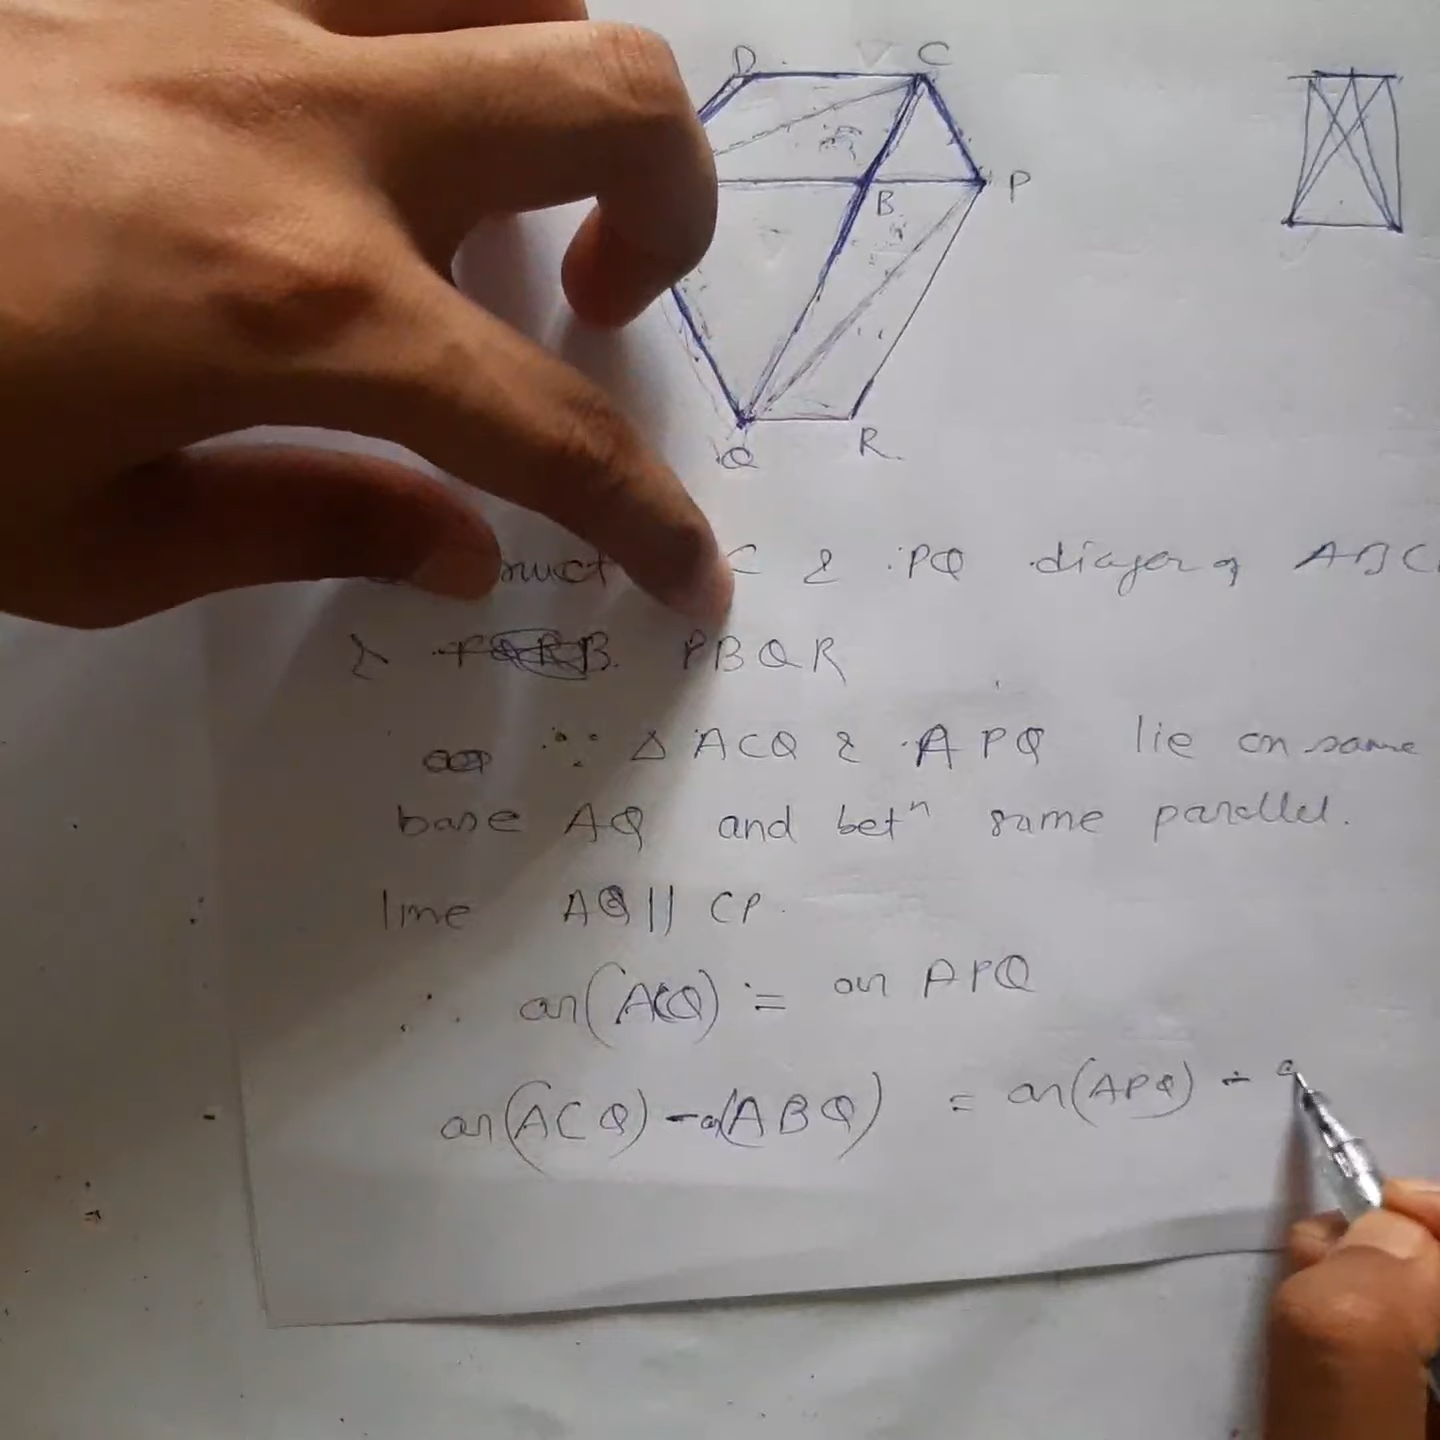 D C
B P
Q R
C & PQ ABC
& PBQR
∵ Δ ACQ & APQ lie on same
base AQ and betⁿ same parallel.
line AQ || CP
∴ ar(ACQ) = ar APQ
ar(ACQ) - ar(ABQ) = ar(APQ) -